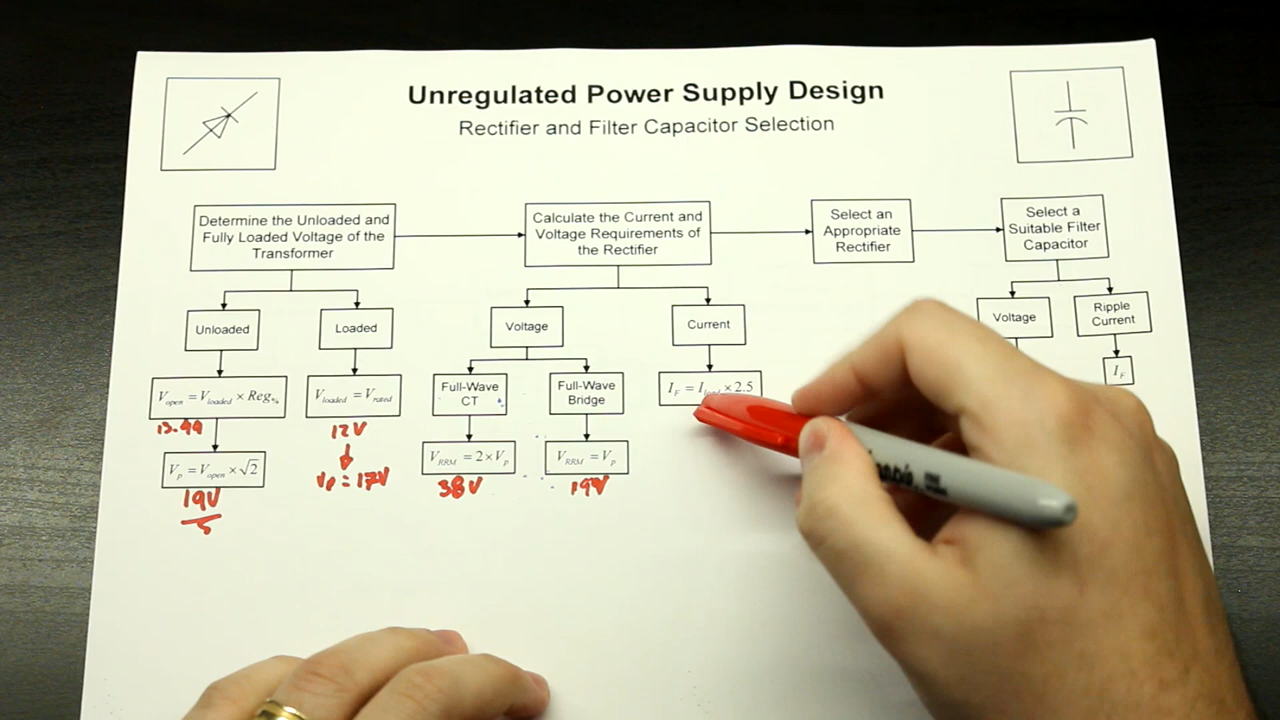 Unregulated Power Supply Design
Rectifier and Filter Capacitor Selection
Determine the Unloaded and
Fully Loaded Voltage of the
Transformer
Calculate the Current and
Voltage Requirements of
the Rectifier
Select an
Appropriate
Rectifier
Select a
Suitable Filter
Capacitor
Unloaded
Loaded
Voltage
Current
Voltage
Ripple
Current
V_open = V_loaded × Reg_%
V_loaded = V_rated
Full-Wave
CT
Full-Wave
Bridge
I_F = I_load × 2.5
I_F
13.44
12V
V_p = V_open × √2
Vp = 17V
V_RRM = 2 × V_p
V_RRM = V_p
19V
38V
19V